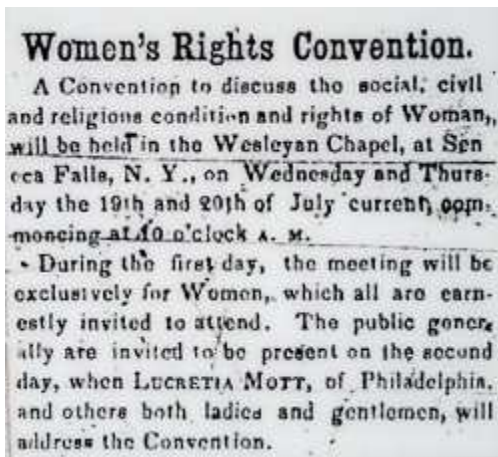 Women's Rights Convention.
A Convention to discuss the social, civil
and religious condition and rights of Woman,
will be held in the Wesleyan Chapel, at Sen
eca Falls, N. Y., on Wednesday and Thurs-
day the 19th and 20th of July current, com-
mencing at 10 o'clock A. M.
During the first day, the meeting will be
exclusively for Women, which all are earn-
estly invited to attend. The public gener-
ally are invited to be present on the second
day, when LUCRETIA MOTT, of Philadelphia,
and others both ladies and gentlemen, will
address the Convention.